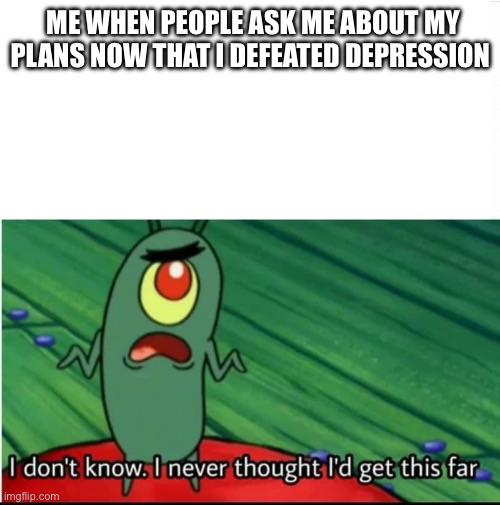 ME WHEN PEOPLE ASK ME ABOUT MY
PLANS NOW THAT I DEFEATED DEPRESSION
I don't know. I never thought I'd get this far
imgflip.com